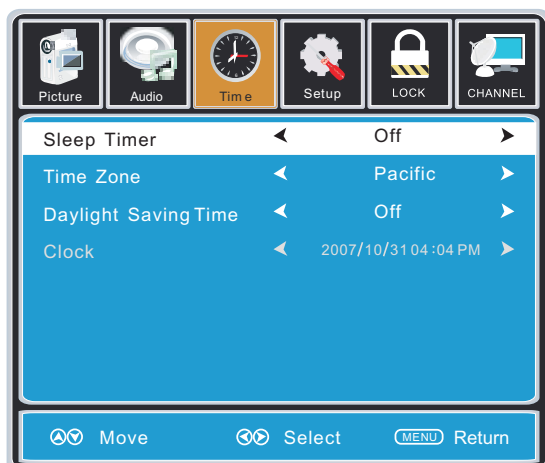 Picture Audio Time Setup LOCK CHANNEL
Sleep Timer Off
Time Zone Pacific
Daylight Saving Time Off
Clock 2007/10/31 04:04 PM
Move Select MENU Return